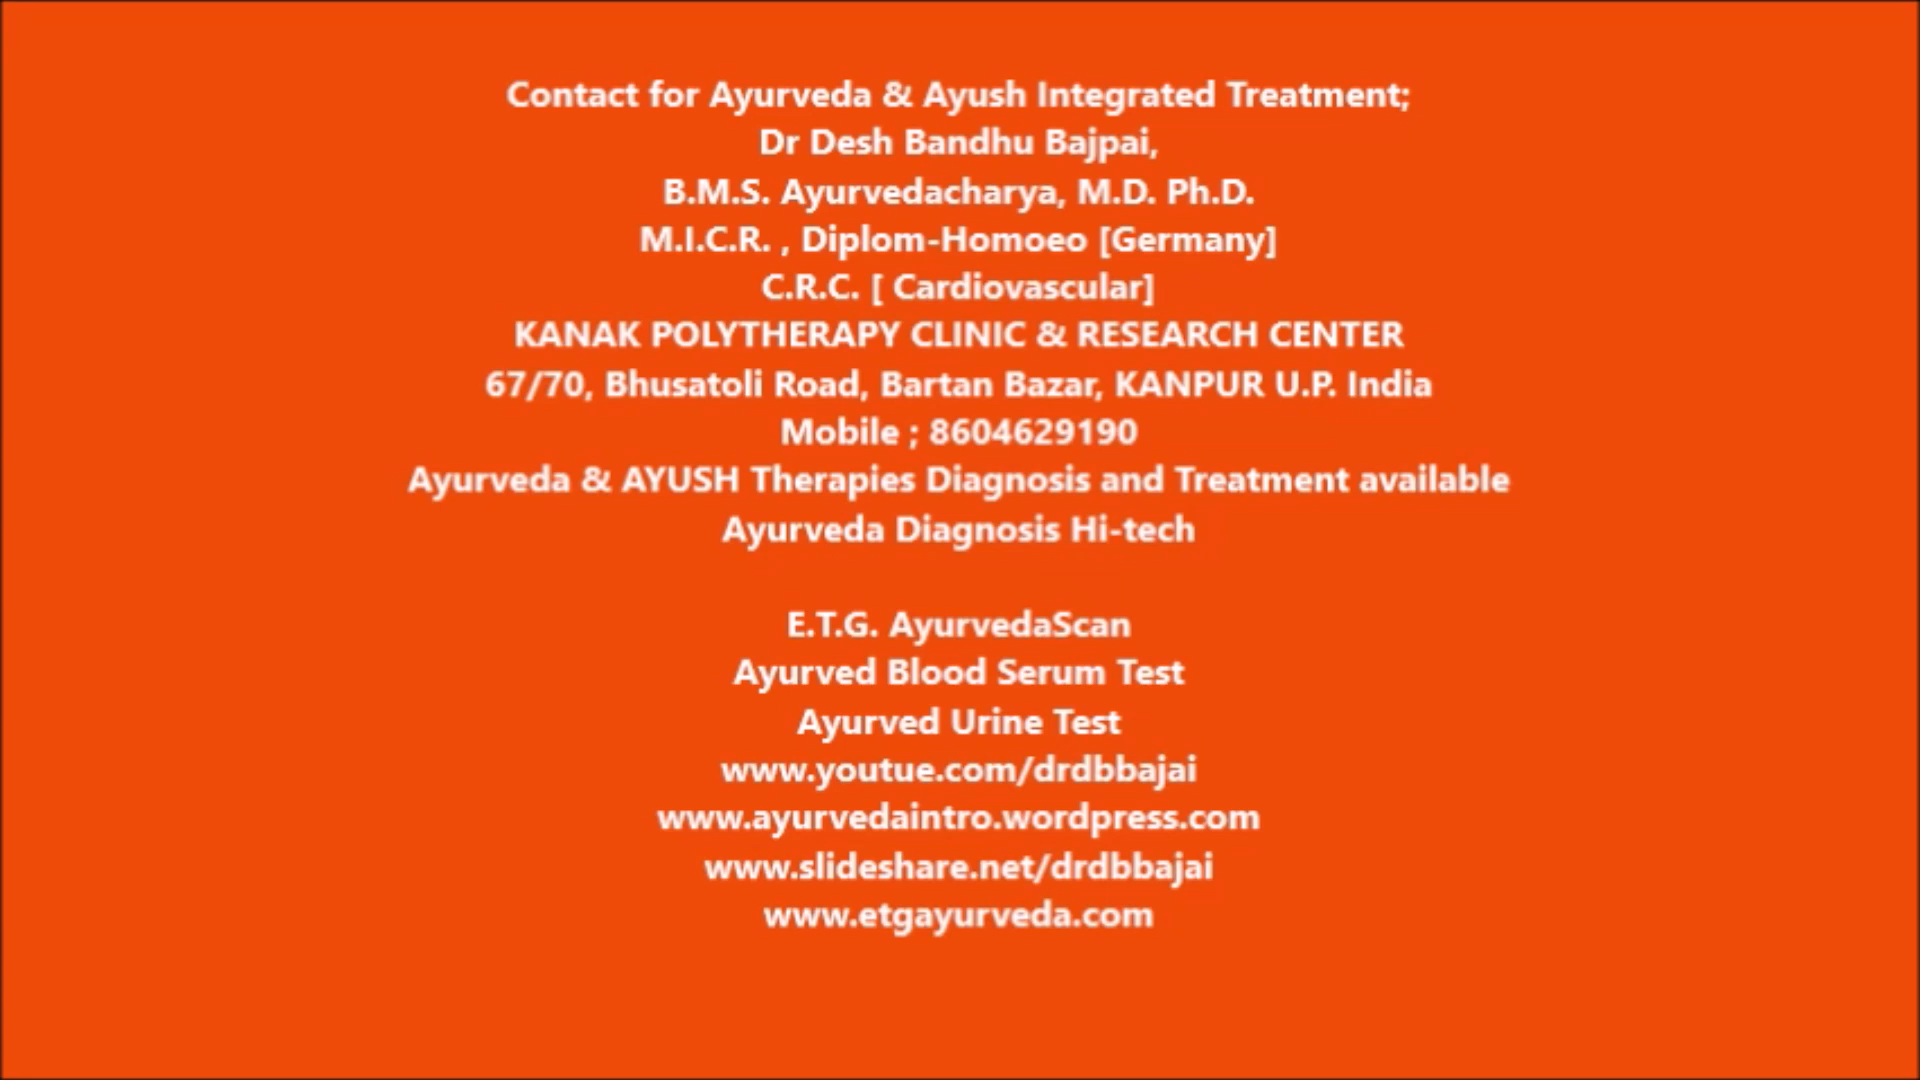 Contact for Ayurveda & Ayush Integrated Treatment;
Dr Desh Bandhu Bajpai,
B.M.S. Ayurvedacharya, M.D. Ph.D.
M.I.C.R. , Diplom-Homoeo [Germany]
C.R.C. [ Cardiovascular]
KANAK POLYTHERAPY CLINIC & RESEARCH CENTER
67/70, Bhusatoli Road, Bartan Bazar, KANPUR U.P. India
Mobile ; 8604629190
Ayurveda & AYUSH Therapies Diagnosis and Treatment available
Ayurveda Diagnosis Hi-tech
E.T.G. AyurvedaScan
Ayurved Blood Serum Test
Ayurved Urine Test
www.youtue.com/drdbbajai
www.ayurvedaintro.wordpress.com
www.slideshare.net/drdbbajai
www.etgayurveda.com